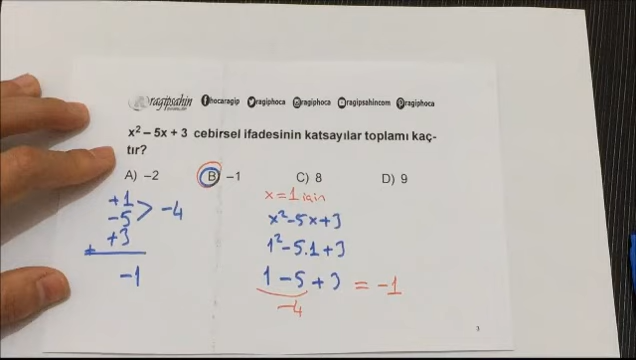 ragipsahin hocaragip ragiphoca ragiphoca ragipsahincom ragiphoca
x² – 5x + 3 cebirsel ifadesinin katsayılar toplamı kaç-
tır?
A) –2 B) –1 C) 8 D) 9
+1
-5 > -4
+3
+
-1
x=1 için
x²-5x+3
1²-5.1+3
1-5+3 = -1
-4
3